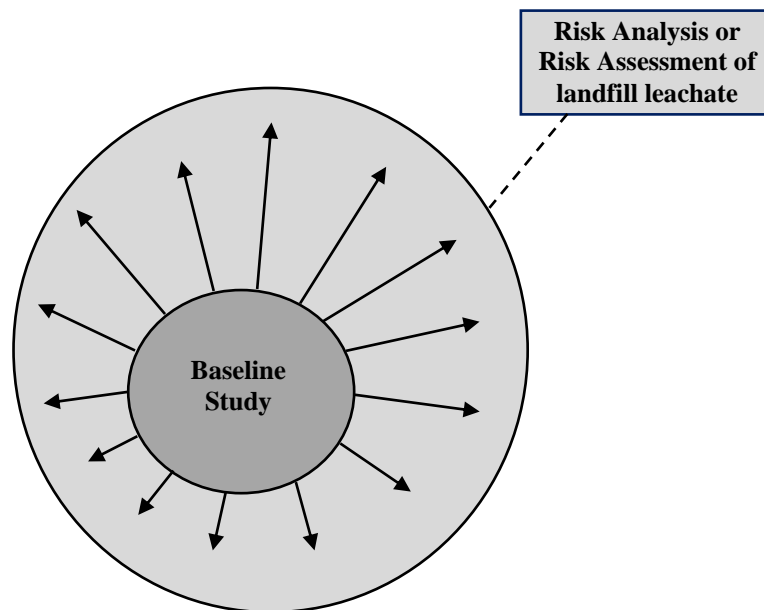 Risk Analysis or
Risk Assessment of
landfill leachate
Baseline
Study